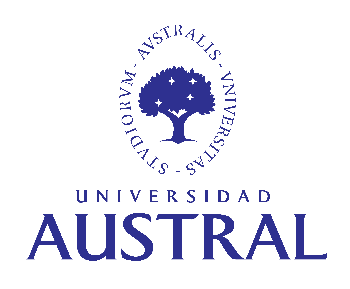 STVDIORVM - AVSTRALIS - VNIVERSITAS -
UNIVERSIDAD
AUSTRAL